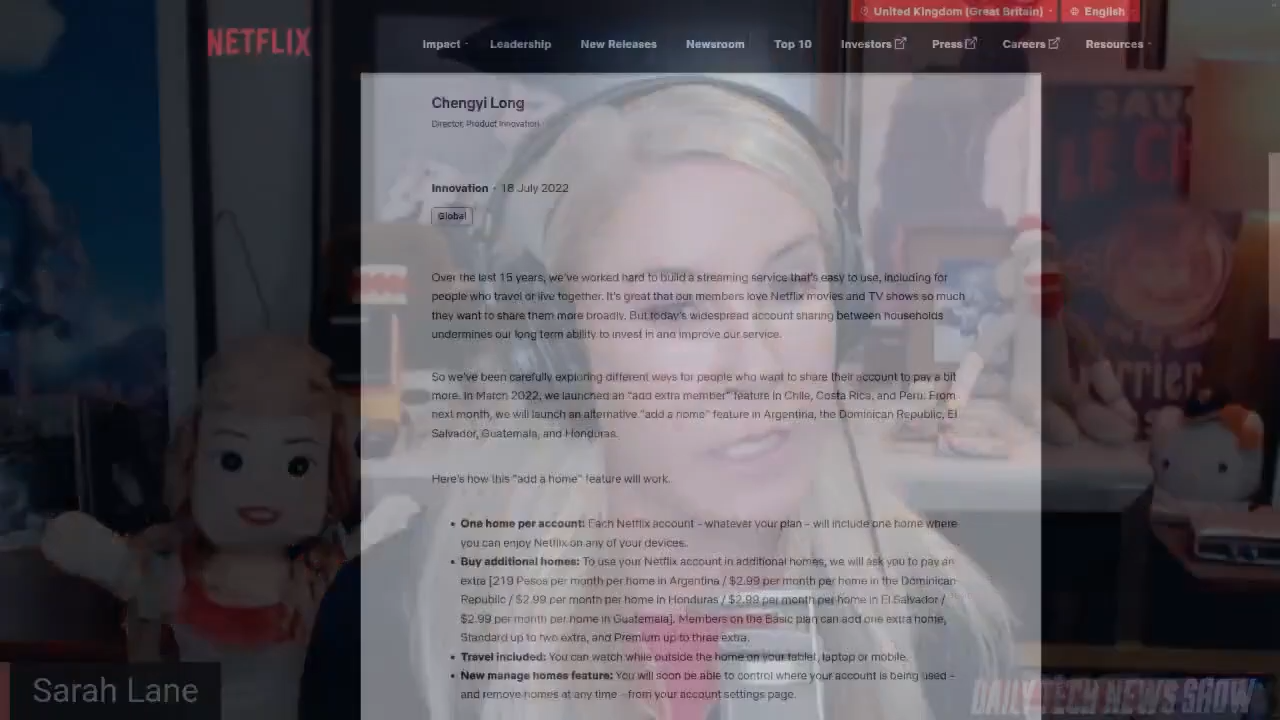 United Kingdom (Great Britain)
English
NETFLIX
Impact
Leadership
New Releases
Newsroom
Top 10
Investors
Press
Careers
Resources
Chengyi Long
Director, Product Innovation
Innovation · 18 July 2022
Global
Over the last 15 years, we've worked hard to build a streaming service that's easy to use, including for
people who travel or live together. It's great that our members love Netflix movies and TV shows so much
they want to share them more broadly. But today's widespread account sharing between households
undermines our long term ability to invest in and improve our service.
So we've been carefully exploring different ways for people who want to share their account to pay a bit
more. In March 2022, we launched an "add extra member" feature in Chile, Costa Rica, and Peru. From
next month, we will launch an alternative "add a home" feature in Argentina, the Dominican Republic, El
Salvador, Guatemala, and Honduras.
Here's how this "add a home" feature will work.
• One home per account: Each Netflix account – whatever your plan – will include one home where
you can enjoy Netflix on any of your devices.
• Buy additional homes: To use your Netflix account in additional homes, we will ask you to pay an
extra [219 Pesos per month per home in Argentina / $2.99 per month per home in the Dominican
Republic / $2.99 per month per home in Honduras / $2.99 per month per home in El Salvador /
$2.99 per month per home in Guatemala]. Members on the Basic plan can add one extra home,
Standard up to two extra, and Premium up to three extra.
• Travel included: You can watch while outside the home on your tablet, laptop or mobile.
• New manage homes feature: You will soon be able to control where your account is being used –
and remove homes at any time – from your account settings page.
SAV
LE CH
Sarah Lane
DAILY TECH NEWS SHOW